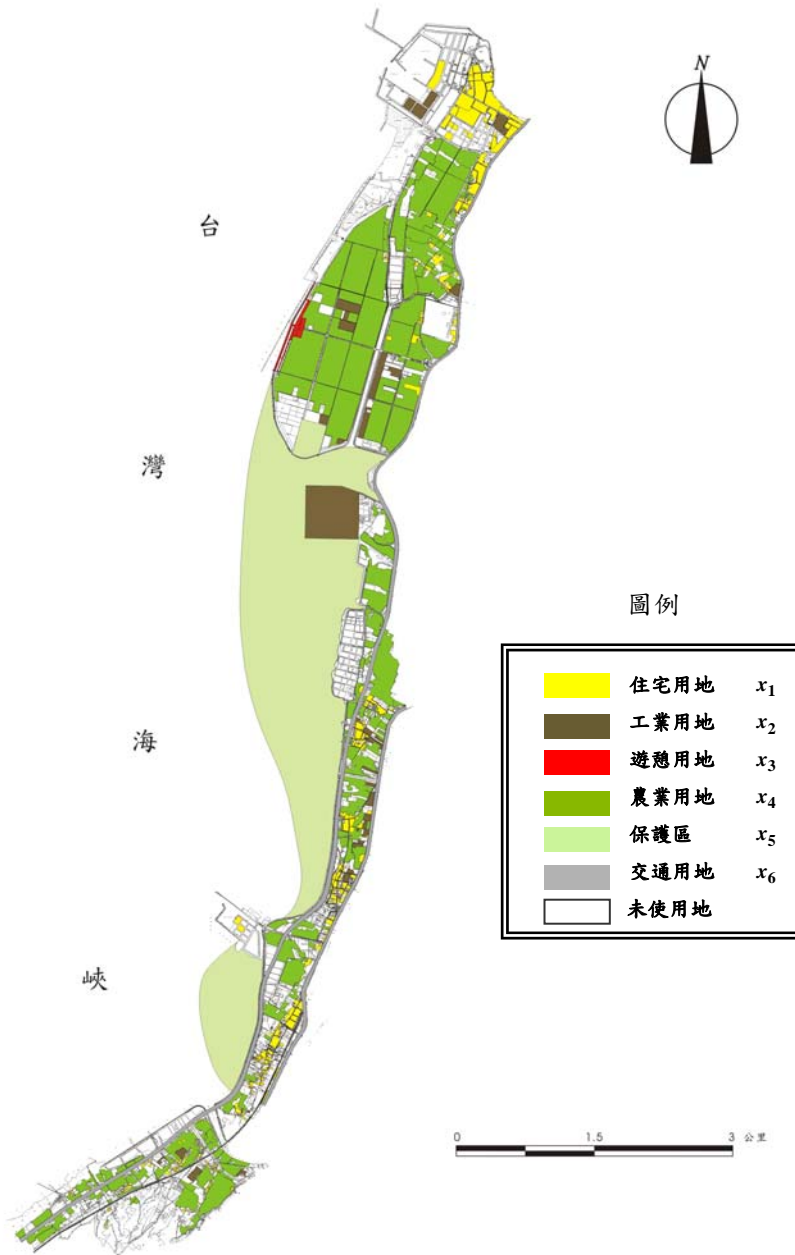 N
台
灣
海
峽
圖例
住宅用地 x1
工業用地 x2
遊憩用地 x3
農業用地 x4
保護區 x5
交通用地 x6
未使用地
0 1.5 3 公里